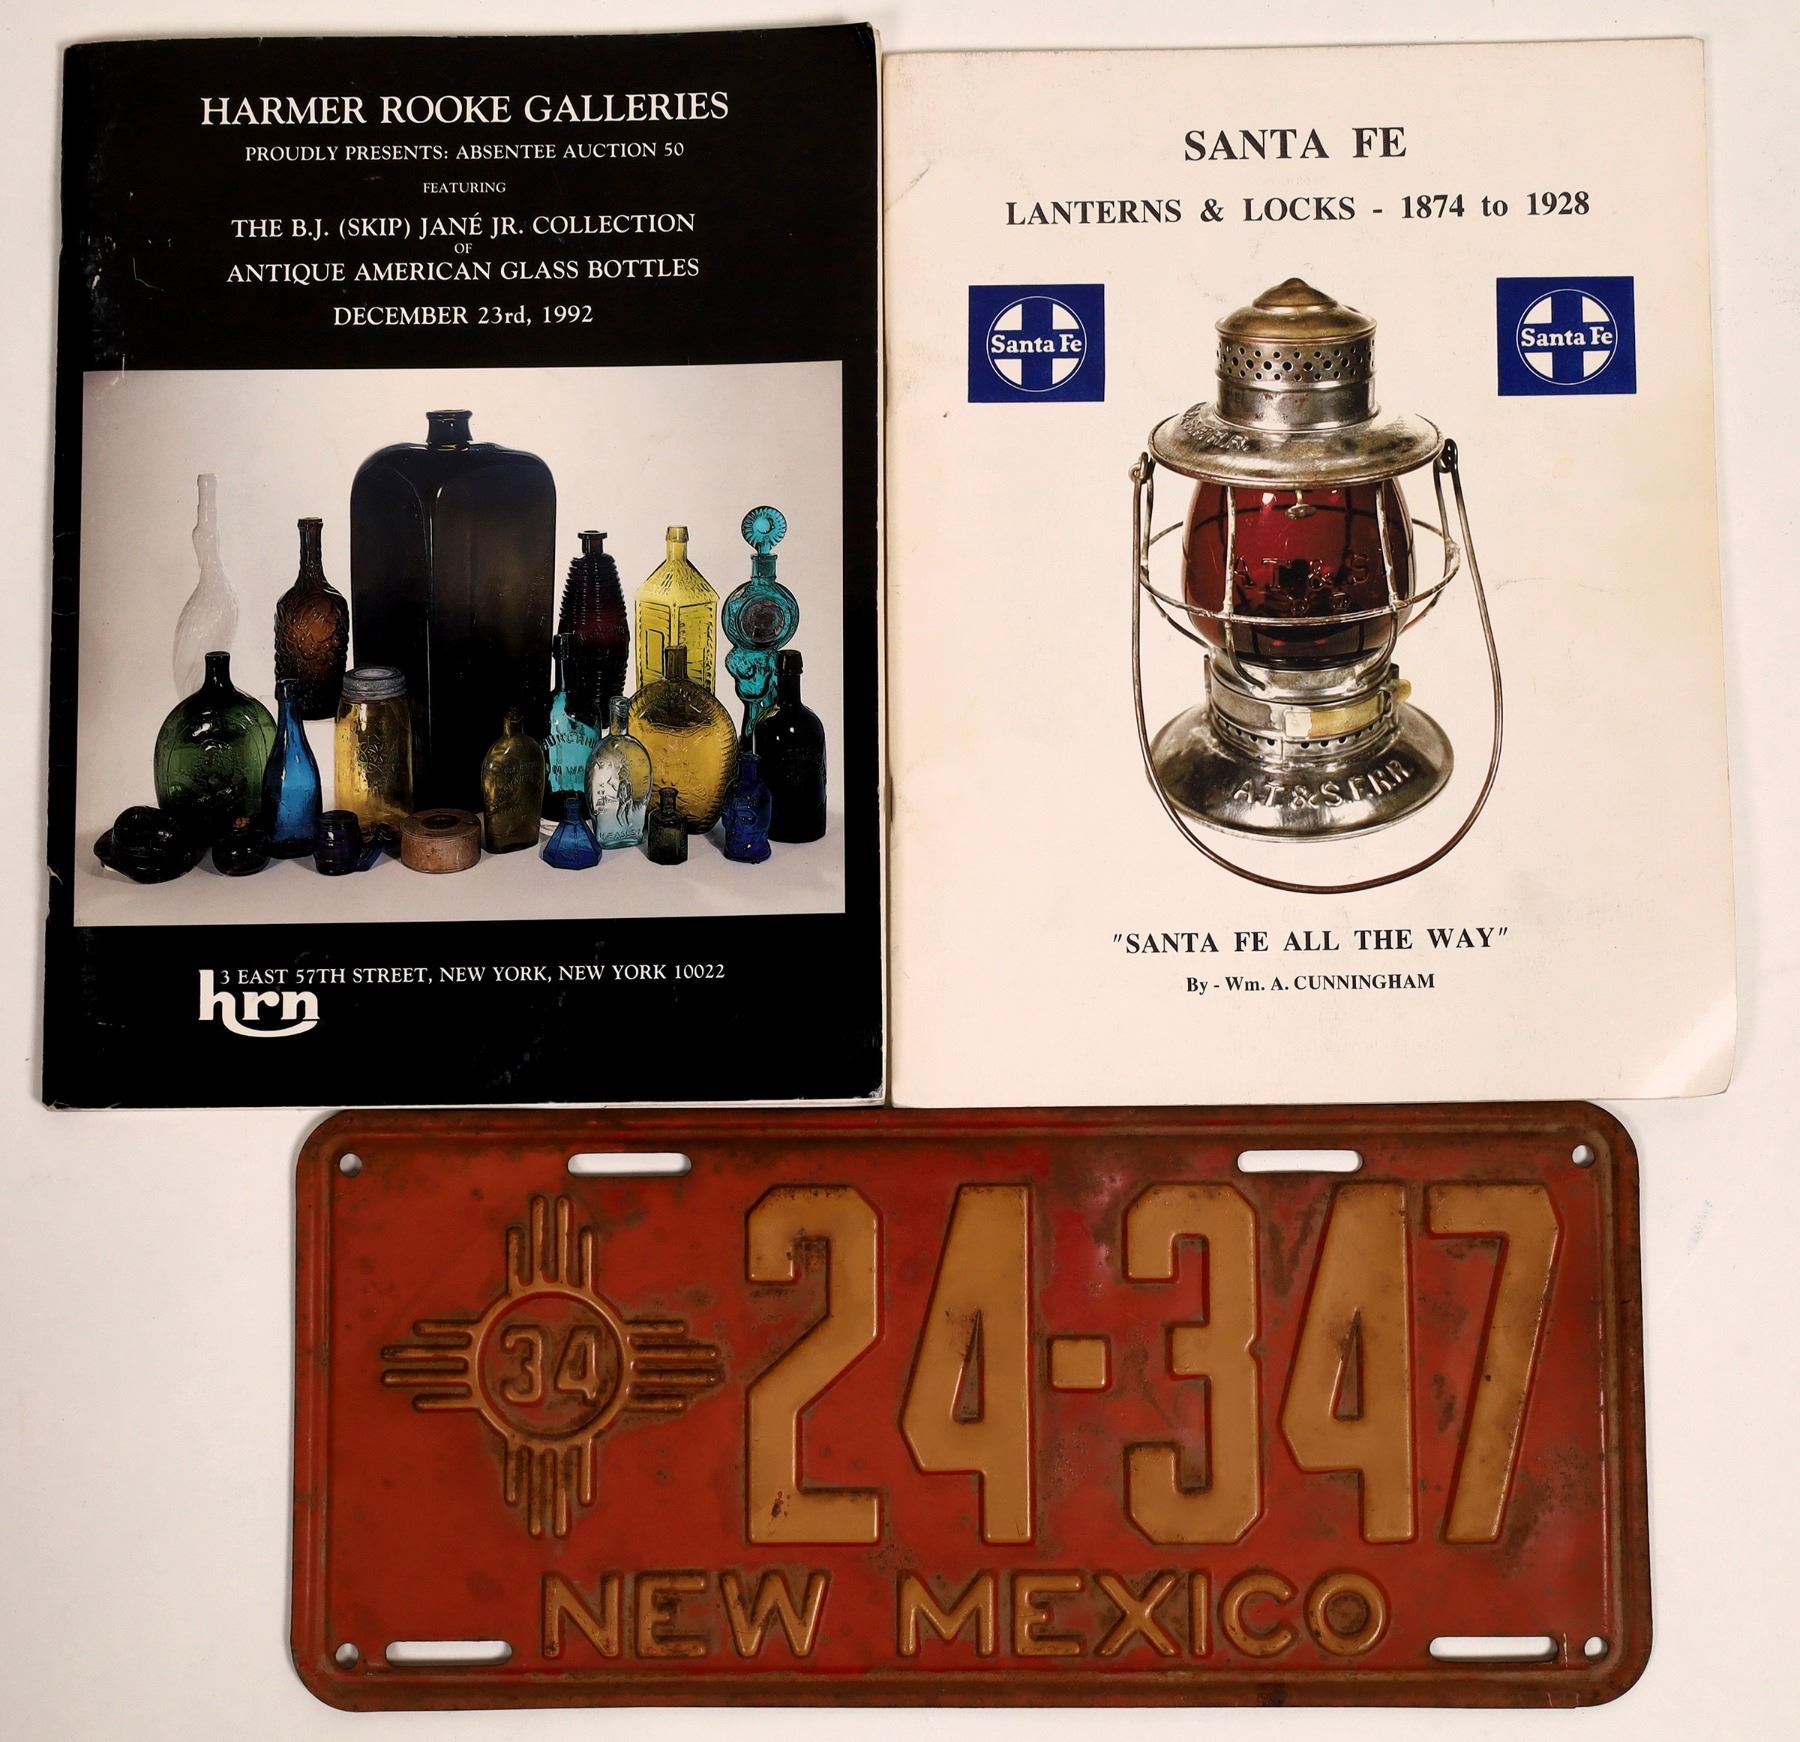 HARMER ROOKE GALLERIES
PROUDLY PRESENTS: ABSENTEE AUCTION 50
FEATURING
THE B.J. (SKIP) JANÉ JR. COLLECTION
OF
ANTIQUE AMERICAN GLASS BOTTLES
DECEMBER 23rd, 1992
3 EAST 57TH STREET, NEW YORK, NEW YORK 10022
hrn
SANTA FE
LANTERNS & LOCKS - 1874 to 1928
Santa Fe
Santa Fe
A.T.&S.F.R.R.
"SANTA FE ALL THE WAY"
By - Wm. A. CUNNINGHAM
34
24-347
NEW MEXICO